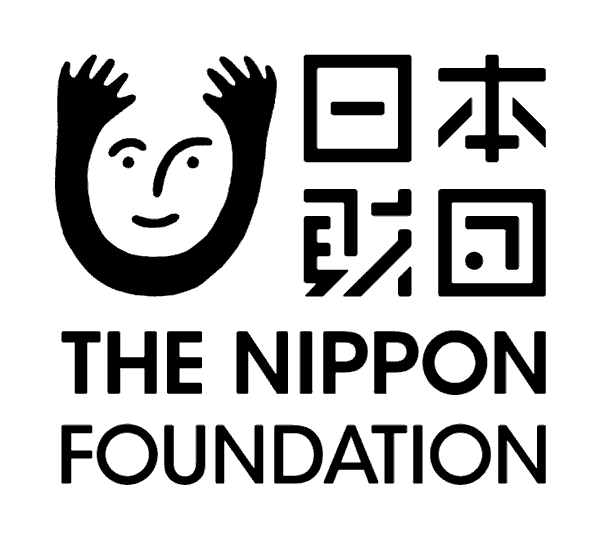 日本
財団
THE NIPPON
FOUNDATION